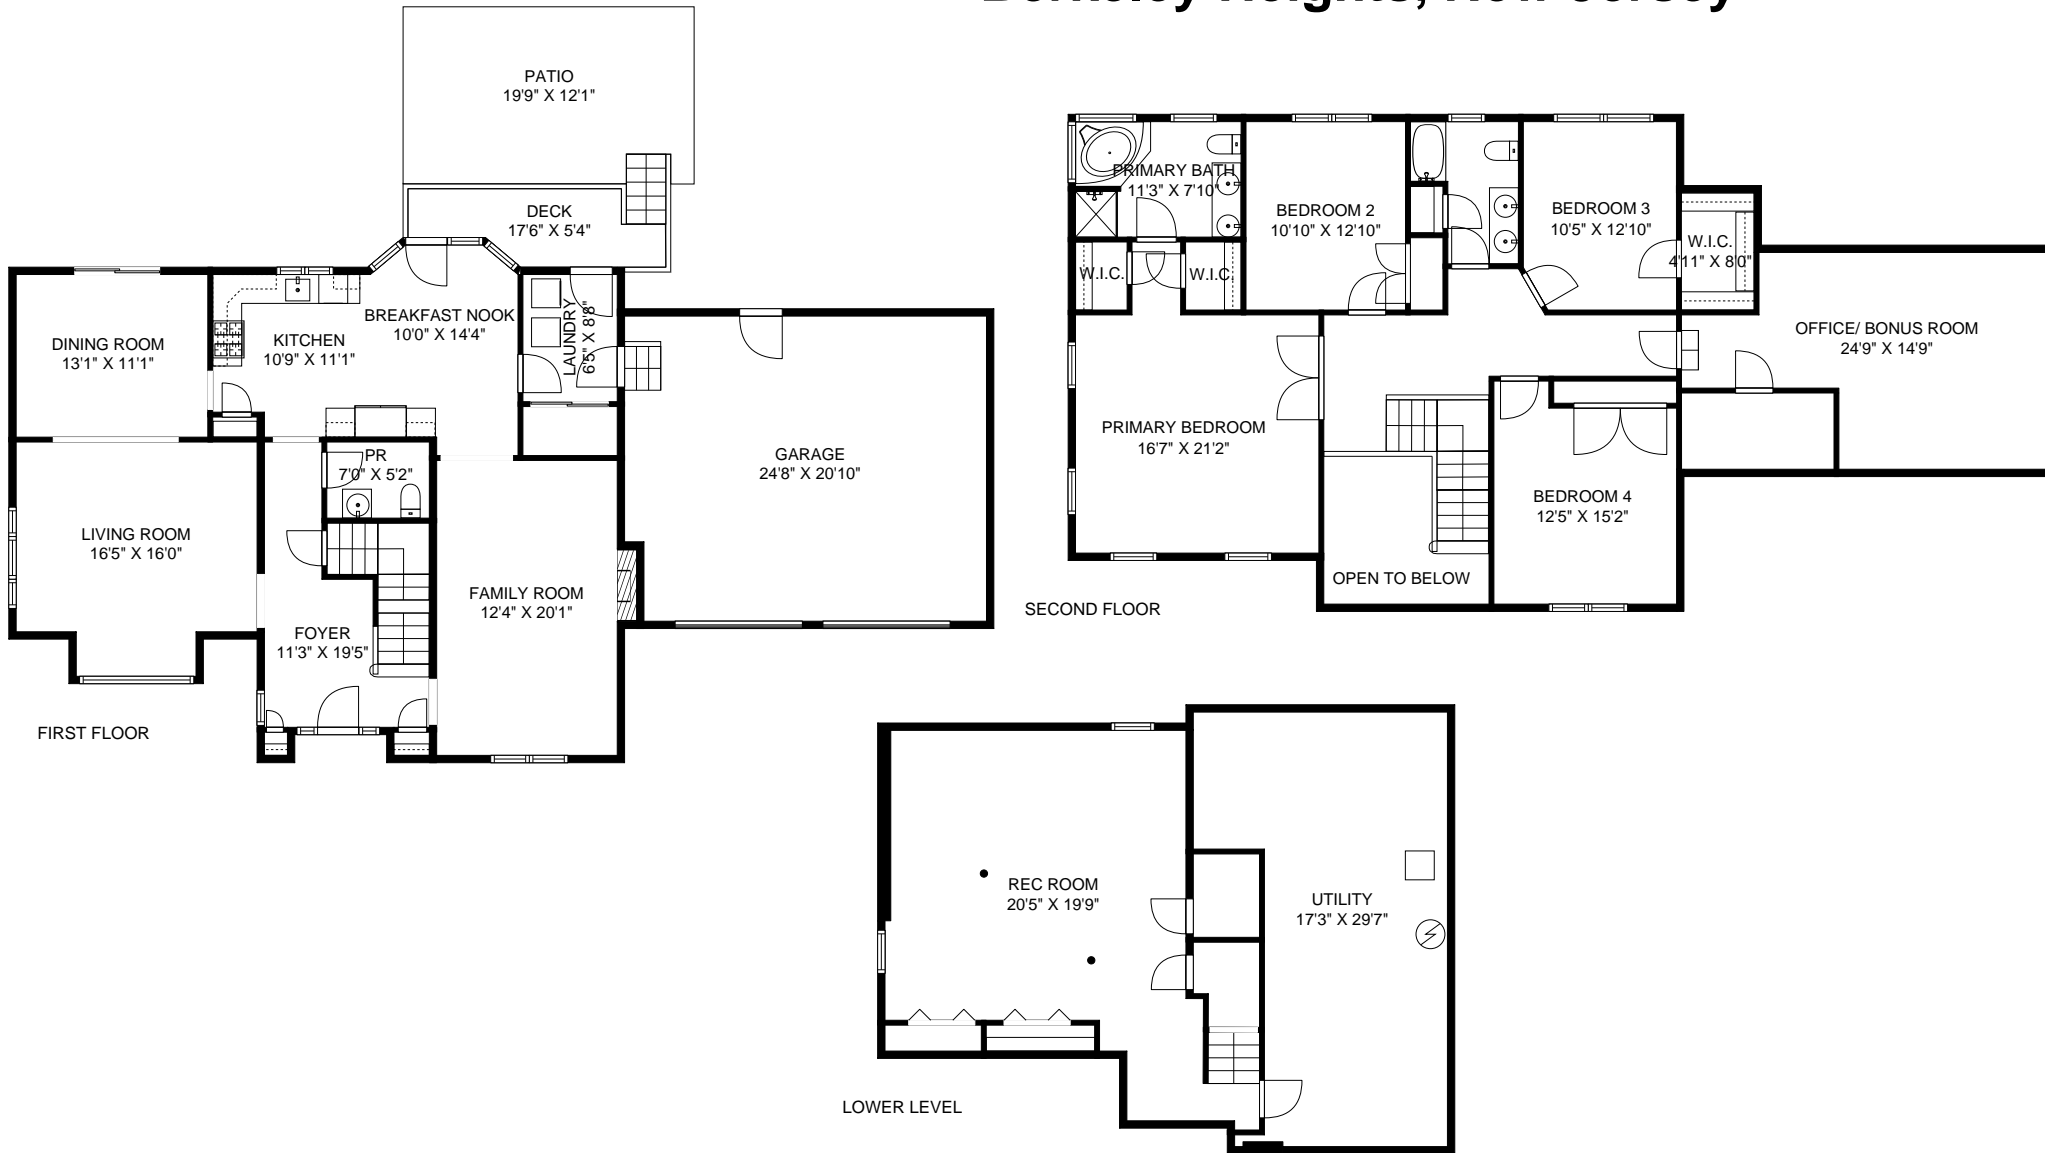 Berkeley Heights, New Jersey
PATIO
19'9" X 12'1"
DECK
17'6" X 5'4"
DINING ROOM
13'1" X 11'1"
KITCHEN
10'9" X 11'1"
BREAKFAST NOOK
10'0" X 14'4"
LAUNDRY
6'5" X 8'8"
PR
7'0" X 5'2"
GARAGE
24'8" X 20'10"
LIVING ROOM
16'5" X 16'0"
FAMILY ROOM
12'4" X 20'1"
FOYER
11'3" X 19'5"
FIRST FLOOR
PRIMARY BATH
11'3" X 7'10"
BEDROOM 2
10'10" X 12'10"
BEDROOM 3
10'5" X 12'10"
W.I.C.
4'11" X 8'0"
W.I.C.
W.I.C.
OFFICE/ BONUS ROOM
24'9" X 14'9"
PRIMARY BEDROOM
16'7" X 21'2"
BEDROOM 4
12'5" X 15'2"
OPEN TO BELOW
SECOND FLOOR
REC ROOM
20'5" X 19'9"
UTILITY
17'3" X 29'7"
LOWER LEVEL